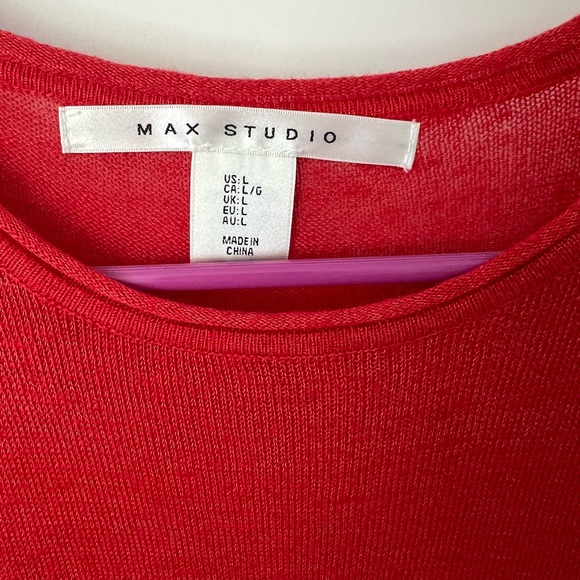 MAX STUDIO
US: L
CA: L/G
UK: L
EU: L
AU: L
MADE IN
CHINA